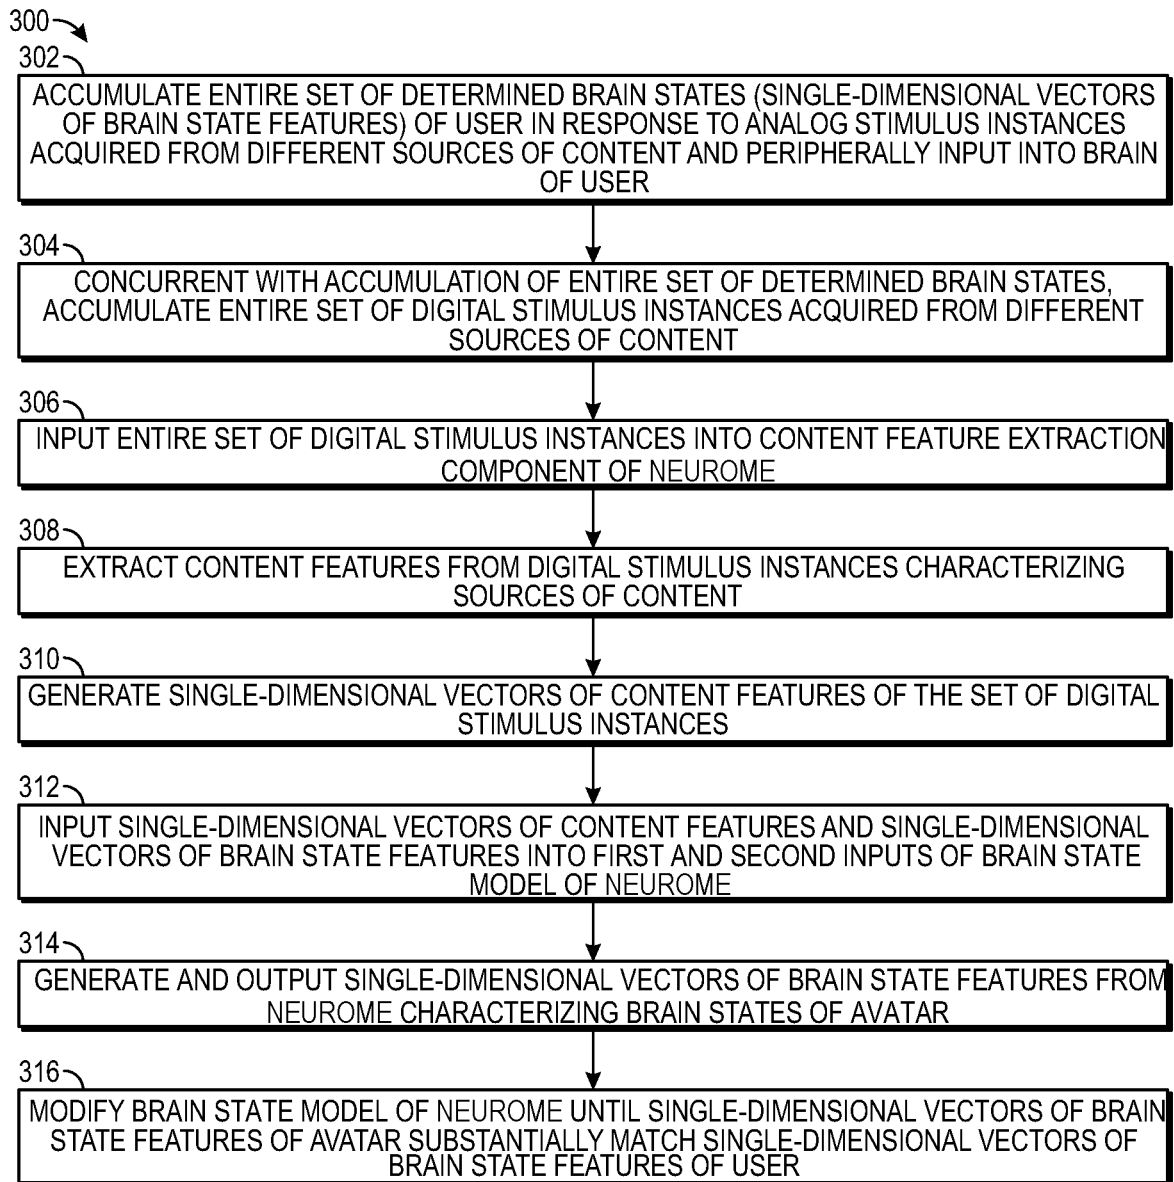 300
302
ACCUMULATE ENTIRE SET OF DETERMINED BRAIN STATES (SINGLE-DIMENSIONAL VECTORS
OF BRAIN STATE FEATURES) OF USER IN RESPONSE TO ANALOG STIMULUS INSTANCES
ACQUIRED FROM DIFFERENT SOURCES OF CONTENT AND PERIPHERALLY INPUT INTO BRAIN
OF USER
304
CONCURRENT WITH ACCUMULATION OF ENTIRE SET OF DETERMINED BRAIN STATES,
ACCUMULATE ENTIRE SET OF DIGITAL STIMULUS INSTANCES ACQUIRED FROM DIFFERENT
SOURCES OF CONTENT
306
INPUT ENTIRE SET OF DIGITAL STIMULUS INSTANCES INTO CONTENT FEATURE EXTRACTION
COMPONENT OF NEUROME
308
EXTRACT CONTENT FEATURES FROM DIGITAL STIMULUS INSTANCES CHARACTERIZING
SOURCES OF CONTENT
310
GENERATE SINGLE-DIMENSIONAL VECTORS OF CONTENT FEATURES OF THE SET OF DIGITAL
STIMULUS INSTANCES
312
INPUT SINGLE-DIMENSIONAL VECTORS OF CONTENT FEATURES AND SINGLE-DIMENSIONAL
VECTORS OF BRAIN STATE FEATURES INTO FIRST AND SECOND INPUTS OF BRAIN STATE
MODEL OF NEUROME
314
GENERATE AND OUTPUT SINGLE-DIMENSIONAL VECTORS OF BRAIN STATE FEATURES FROM
NEUROME CHARACTERIZING BRAIN STATES OF AVATAR
316
MODIFY BRAIN STATE MODEL OF NEUROME UNTIL SINGLE-DIMENSIONAL VECTORS OF BRAIN
STATE FEATURES OF AVATAR SUBSTANTIALLY MATCH SINGLE-DIMENSIONAL VECTORS OF
BRAIN STATE FEATURES OF USER